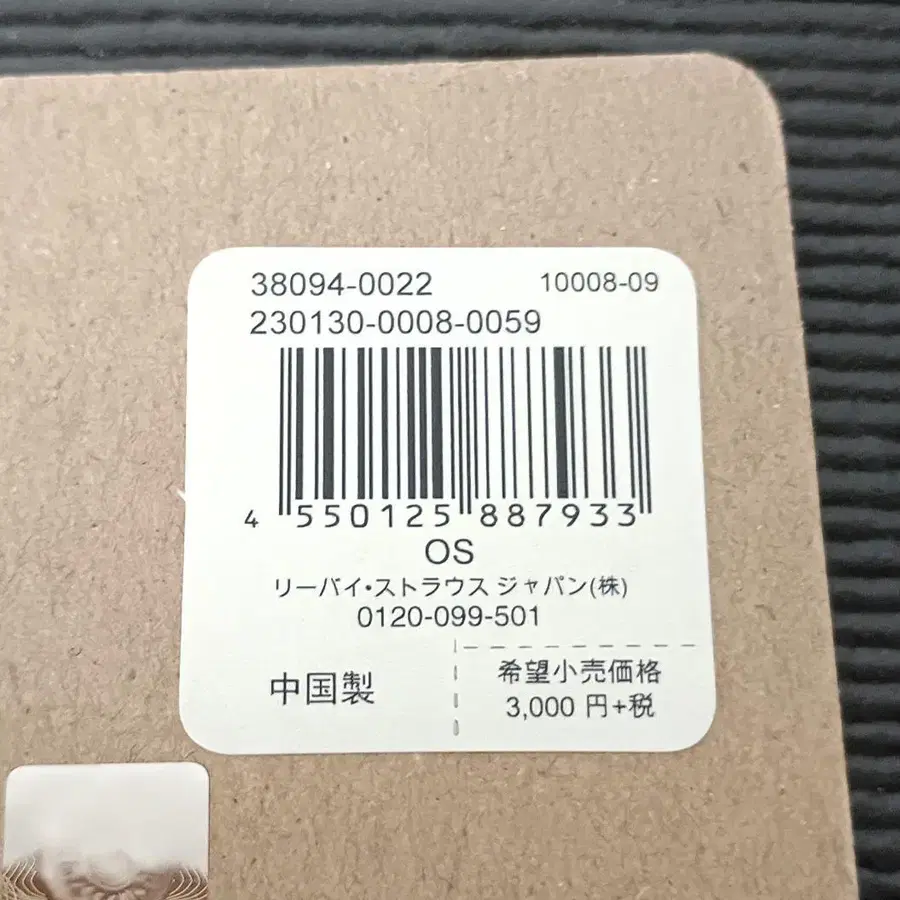 38094-0022 10008-09
230130-0008-0059
4 550125 887933
OS
リーバイ・ストラウス ジャパン(株)
0120-099-501
中国製
希望小売価格
3,000 円+税